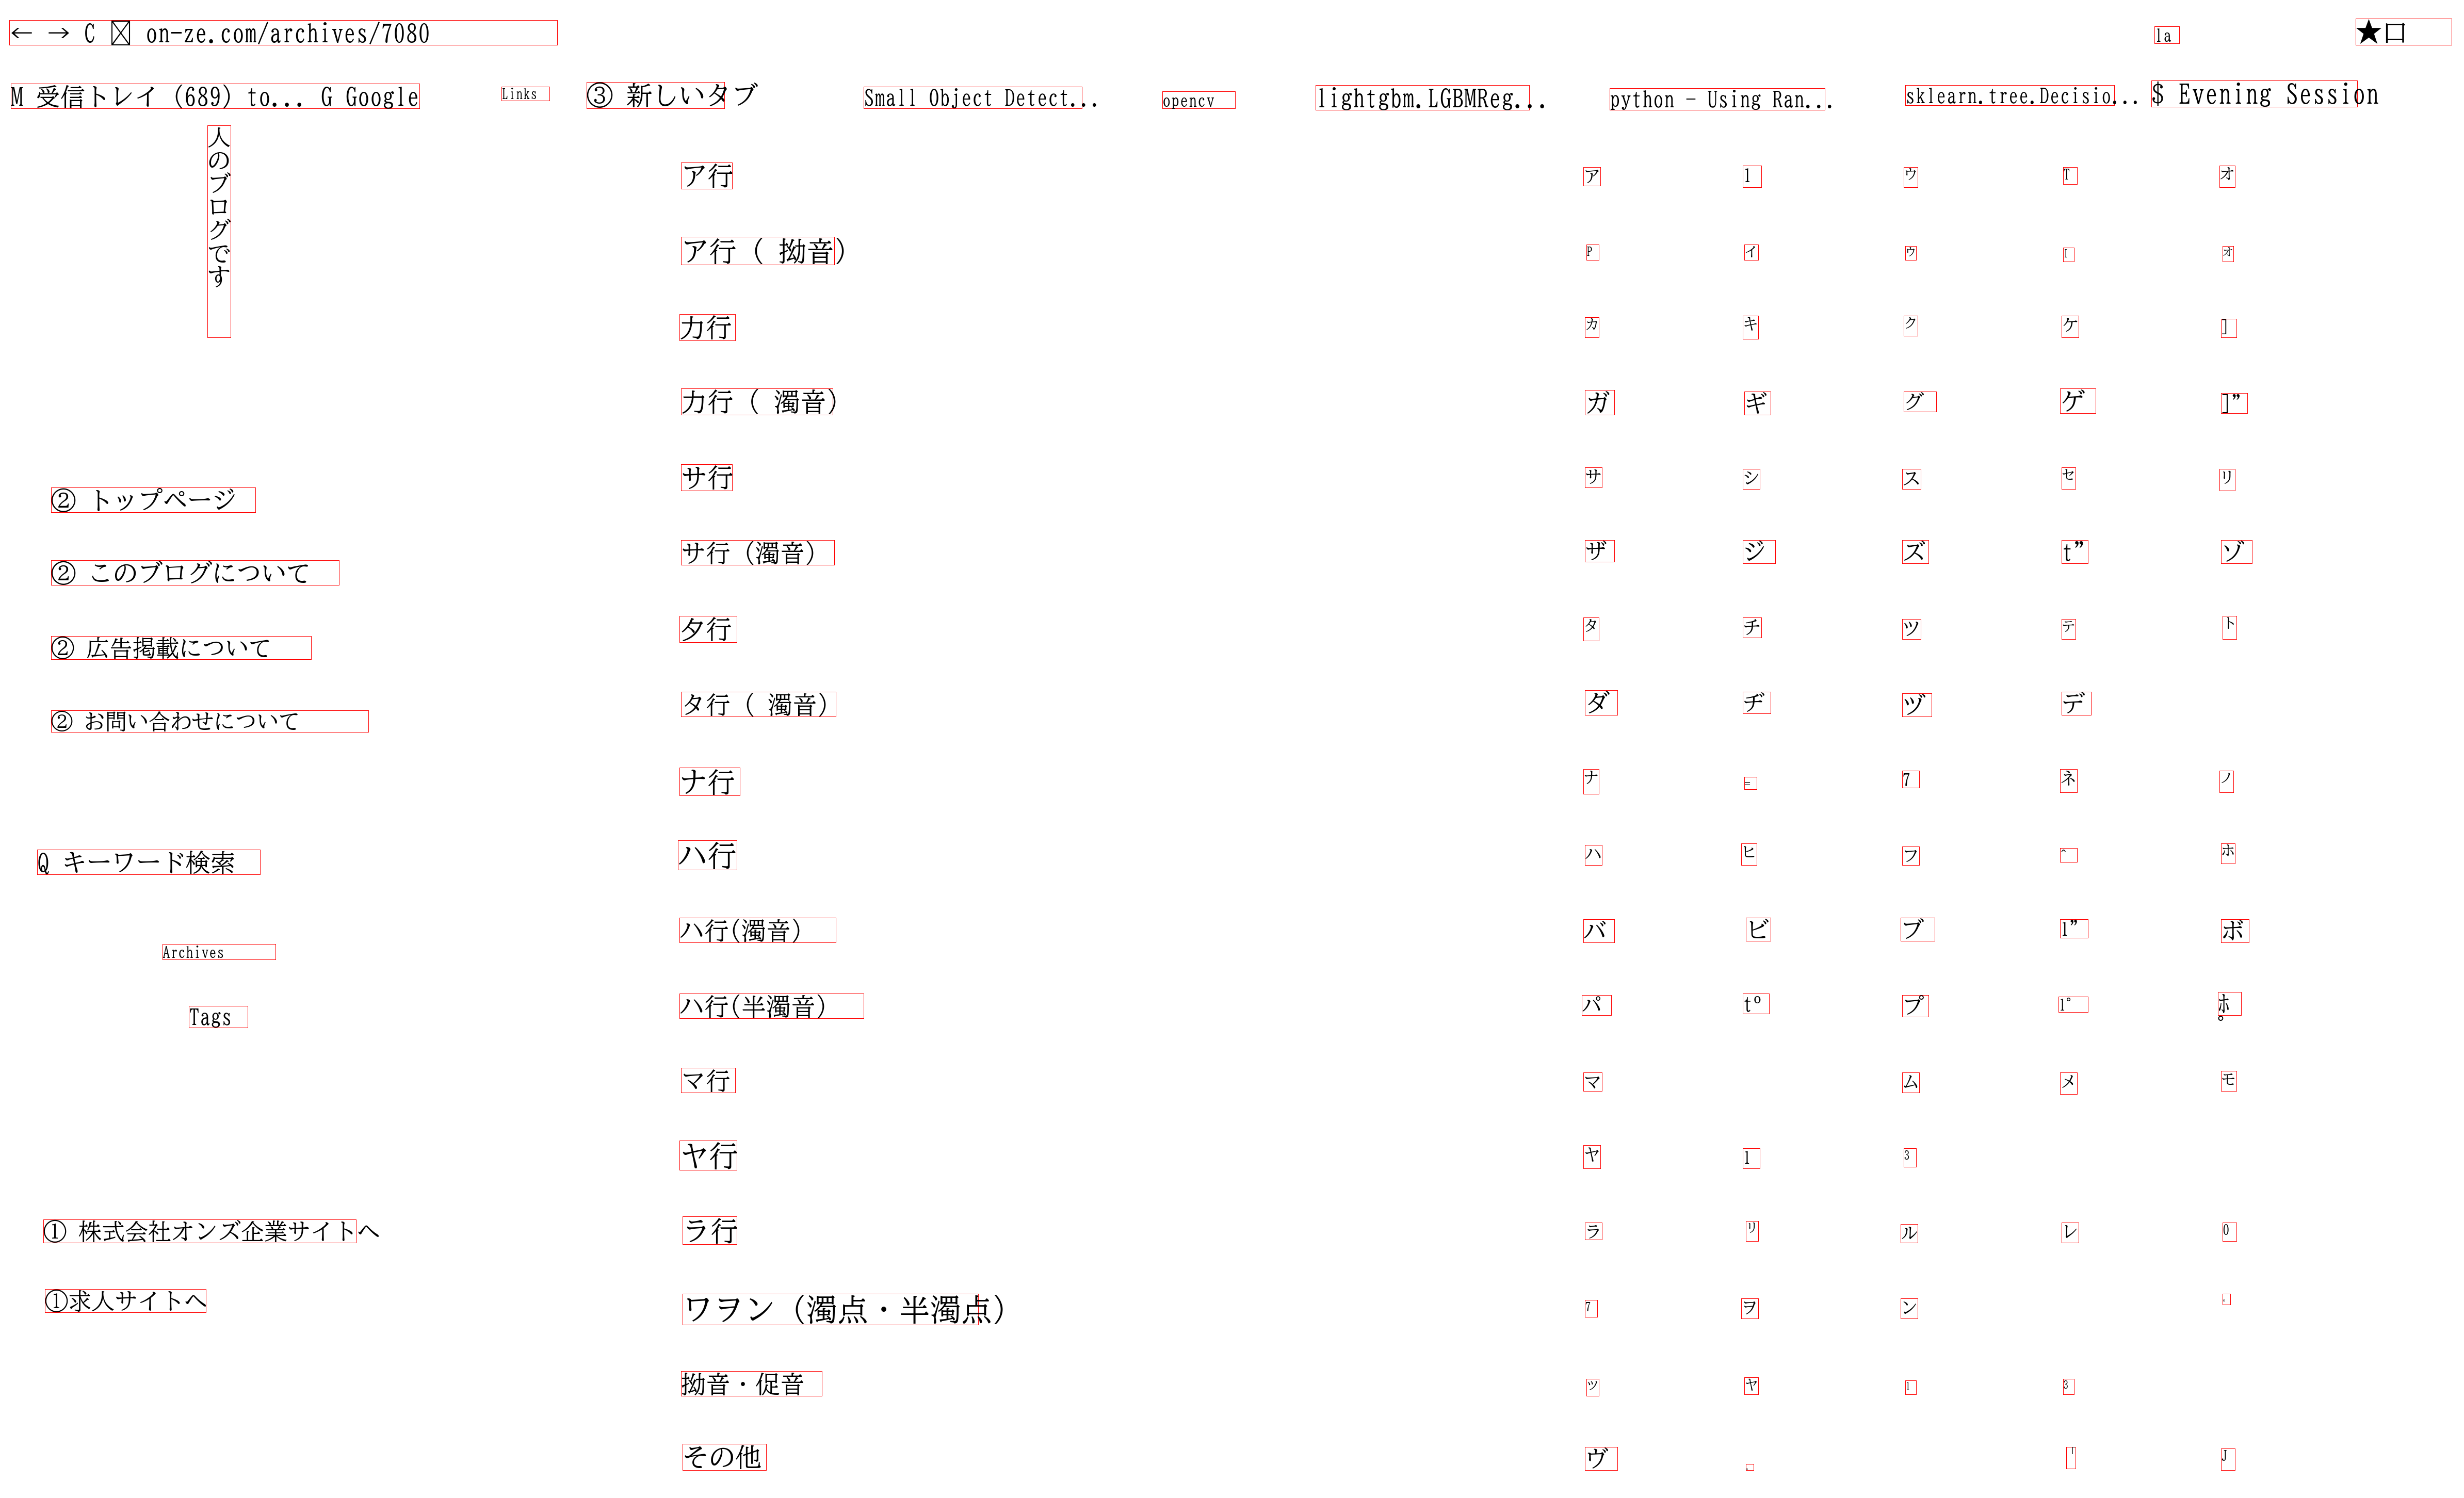 ← → C ☒ on-ze.com/archives/7080 la ★ロ
M 受信トレイ (689) to... G Google Links ③ 新しいタブ Small Object Detect... opencv lightgbm.LGBMReg... python - Using Ran... sklearn.tree.Decisio... $ Evening Session
人のブログです
② トップページ
② このブログについて
② 広告掲載について
② お問い合わせについて
Q キーワード検索
Archives
Tags
① 株式会社オンズ企業サイトへ
①求人サイトへ
ア行 ア l ウ T オ
ア行 ( 拗音) P イ ウ [ オ
カ行 カ キ ク ケ ]
カ行 ( 濁音) ガ ギ グ ゲ ]”
サ行 サ シ ス セ リ
サ行 (濁音) ザ ジ ズ t” ゾ
タ行 タ チ ツ テ ト
タ行 ( 濁音) ダ ヂ ヅ デ
ナ行 ナ = 7 ネ ノ
ハ行 ハ ヒ フ ^ ホ
ハ行(濁音) バ ビ ブ l” ボ
ハ行(半濁音) パ tº プ l° ホ°
マ行 マ ム メ モ
ヤ行 ヤ l 3
ラ行 ラ リ ル レ 0
ワヲン (濁点・半濁点) 7 ヲ ン
拗音・促音 ッ ヤ l 3
その他 ヴ J